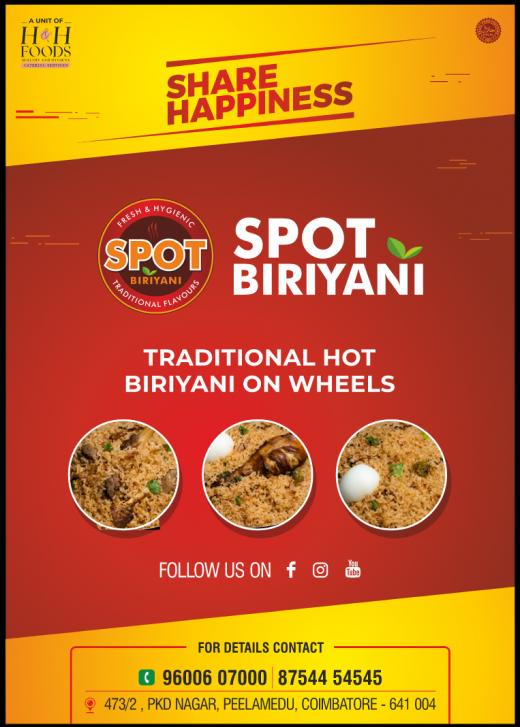 A UNIT OF
H&H
FOODS
CATERING SERVICES
SHARE
HAPPINESS
FRESH & HYGIENIC
SPOT
BIRIYANI
TRADITIONAL FLAVOURS
SPOT
BIRIYANI
TRADITIONAL HOT
BIRIYANI ON WHEELS
FOLLOW US ON f You
Tube
FOR DETAILS CONTACT
96006 07000 87544 54545
473/2 , PKD NAGAR, PEELAMEDU, COIMBATORE - 641 004